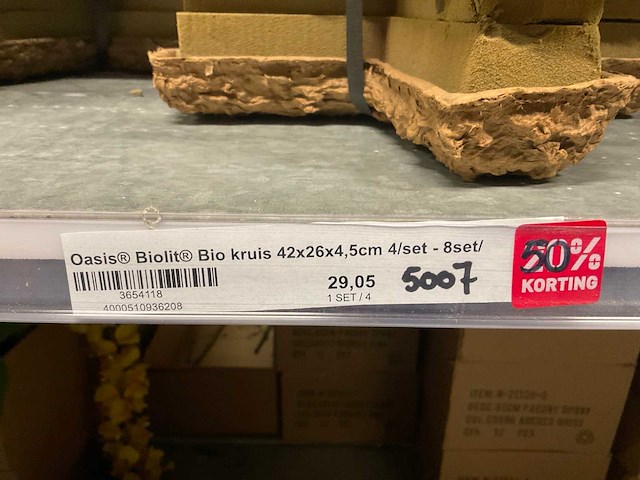 Oasis® Biolit® Bio kruis 42x26x4,5cm 4/set - 8set/
3654118
4000510936208
29,05
1 SET / 4
5007
50%
KORTING